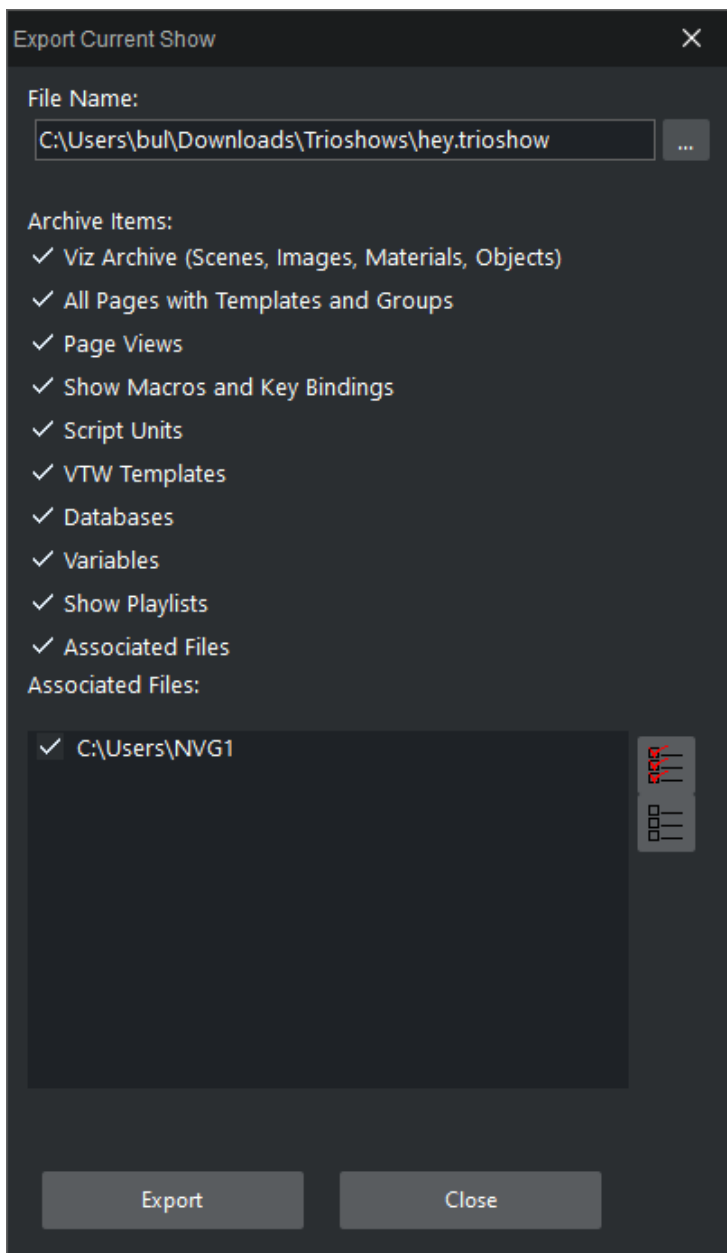 Export Current Show
File Name:
C:\Users\bul\Downloads\Trioshows\hey.trioshow
...
Archive Items:
Viz Archive (Scenes, Images, Materials, Objects)
All Pages with Templates and Groups
Page Views
Show Macros and Key Bindings
Script Units
VTW Templates
Databases
Variables
Show Playlists
Associated Files
Associated Files:
C:\Users\NVG1
Export
Close